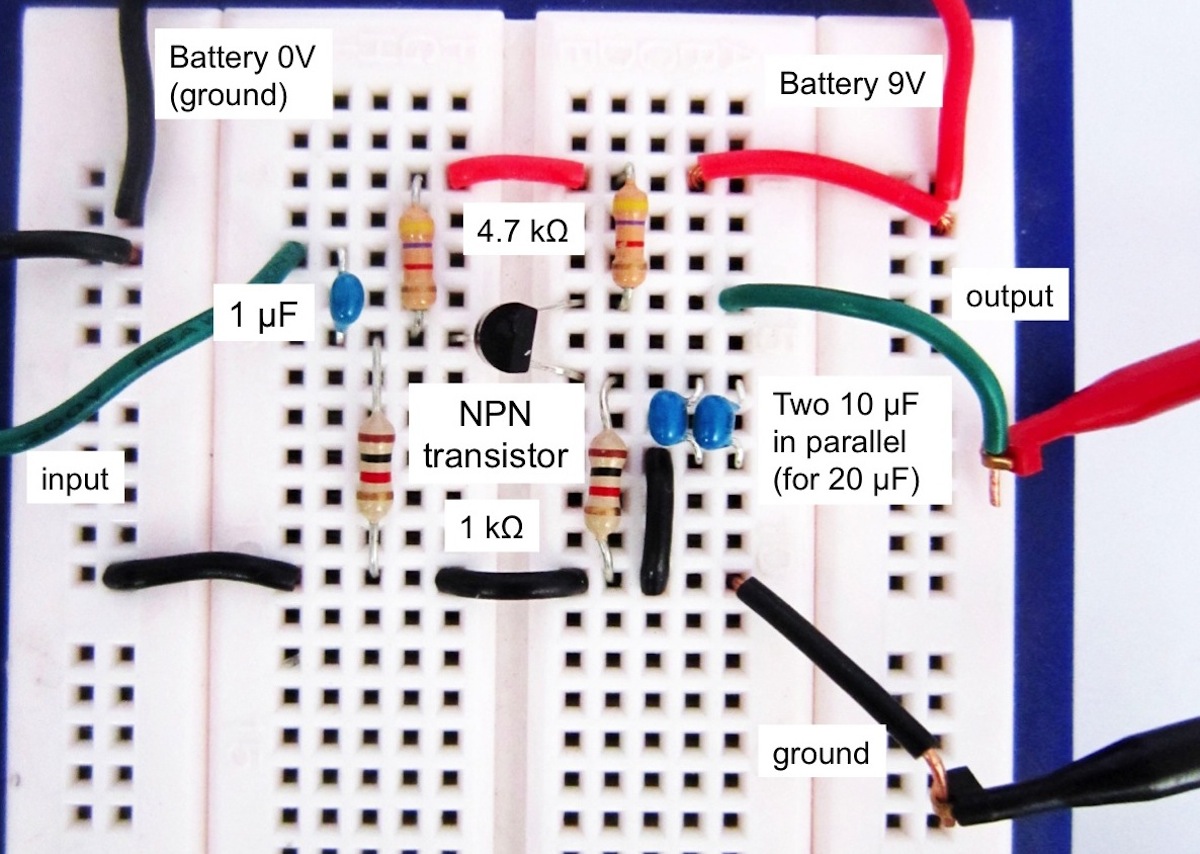 Battery 0V
(ground)
Battery 9V
4.7 kΩ
1 µF
output
NPN
transistor
Two 10 µF
in parallel
(for 20 µF)
input
1 kΩ
ground